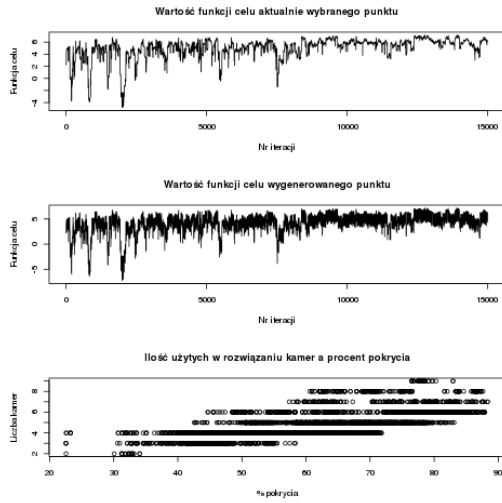 Wartość funkcji celu aktualnie wybranego punktu
Funkcja celu
6
4
2
0
-4
0 5000 10000 15000
Nr iteracji
Wartość funkcji celu wygenerowanego punktu
Funkcja celu
5
0
-5
0 5000 10000 15000
Nr iteracji
Ilość użytych w rozwiązaniu kamer a procent pokrycia
Liczba kamer
8
6
4
2
20 30 40 50 60 70 80 90
% pokrycia